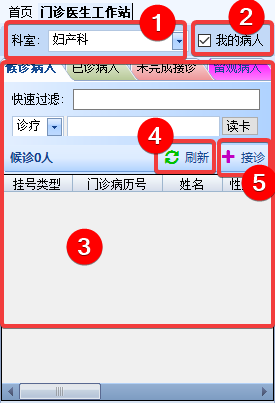 首页 门诊医生工作站
1 2
科室: 妇产科 我的病人
候诊病人 已诊病人 未完成接诊 留观病人
快速过滤:
诊疗 读卡
4
候诊0人 刷新 接诊
5
挂号类型 门诊病历号 姓名 性
3